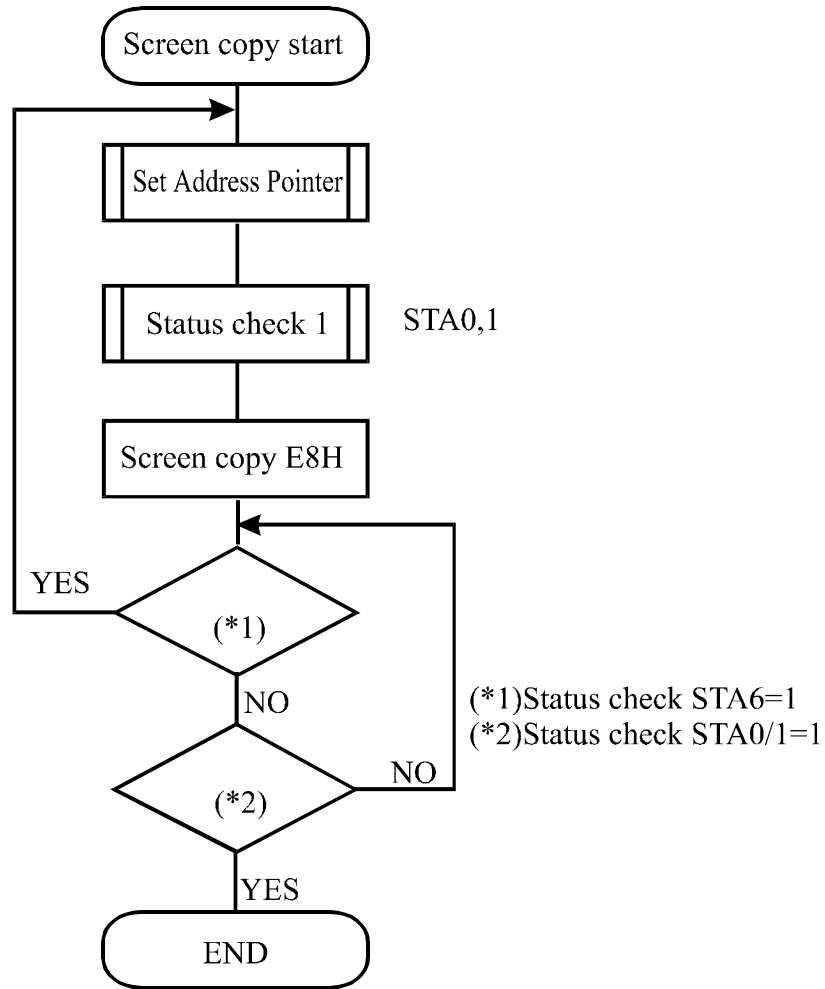 Screen copy start
Set Address Pointer
Status check 1
STA0,1
Screen copy E8H
YES
(*1)
NO
(*1)Status check STA6=1
(*2)Status check STA0/1=1
NO
(*2)
YES
END